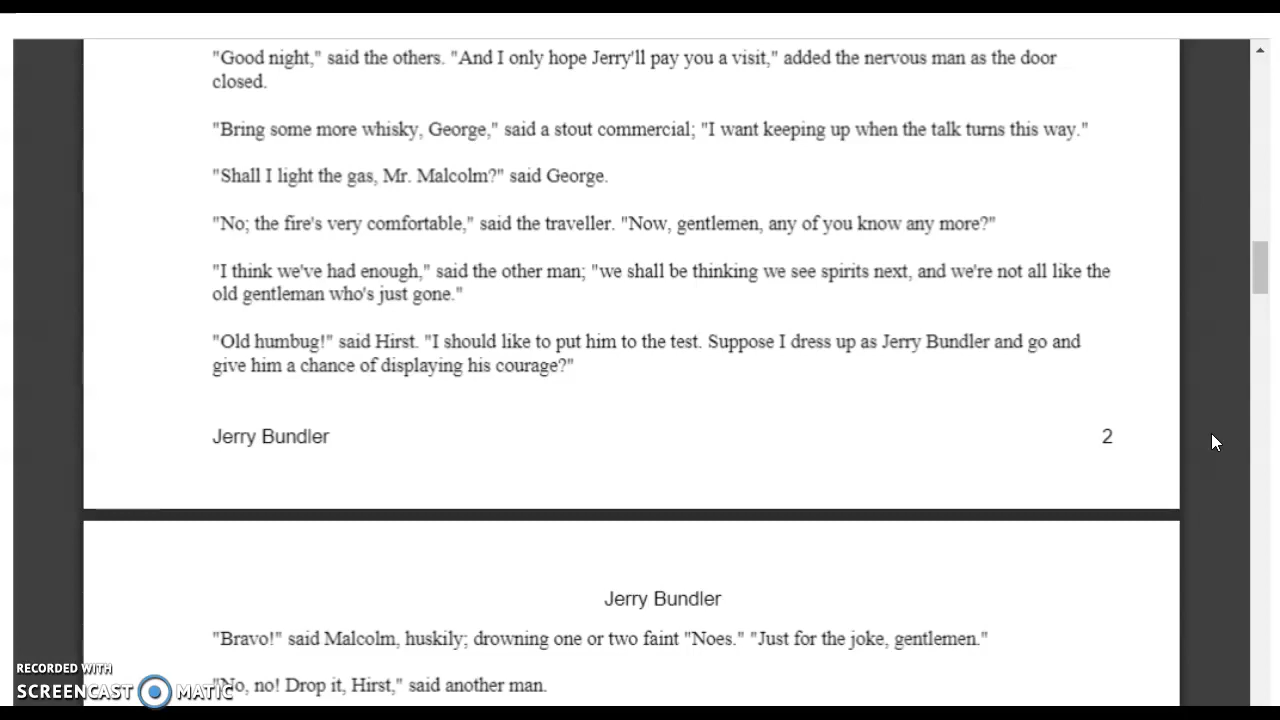 "Good night," said the others. "And I only hope Jerry'll pay you a visit," added the nervous man as the door
closed.
"Bring some more whisky, George," said a stout commercial; "I want keeping up when the talk turns this way."
"Shall I light the gas, Mr. Malcolm?" said George.
"No; the fire's very comfortable," said the traveller. "Now, gentlemen, any of you know any more?"
"I think we've had enough," said the other man; "we shall be thinking we see spirits next, and we're not all like the
old gentleman who's just gone."
"Old humbug!" said Hirst. "I should like to put him to the test. Suppose I dress up as Jerry Bundler and go and
give him a chance of displaying his courage?"
Jerry Bundler 2
Jerry Bundler
"Bravo!" said Malcolm, huskily; drowning one or two faint "Noes." "Just for the joke, gentlemen."
"No, no! Drop it, Hirst," said another man.
RECORDED WITH
SCREENCAST MATIC